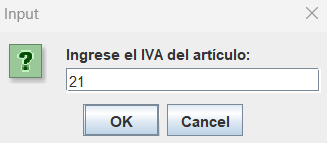 Input
Ingrese el IVA del artículo:
21
OK Cancel